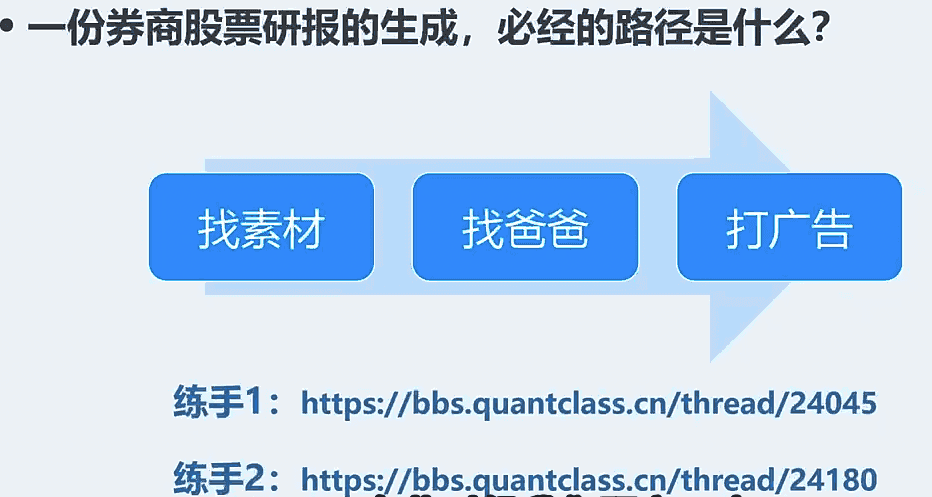 • 一份券商股票研报的生成，必经的路径是什么？
找素材
找爸爸
打广告
练手1：https://bbs.quantclass.cn/thread/24045
练手2：https://bbs.quantclass.cn/thread/24180